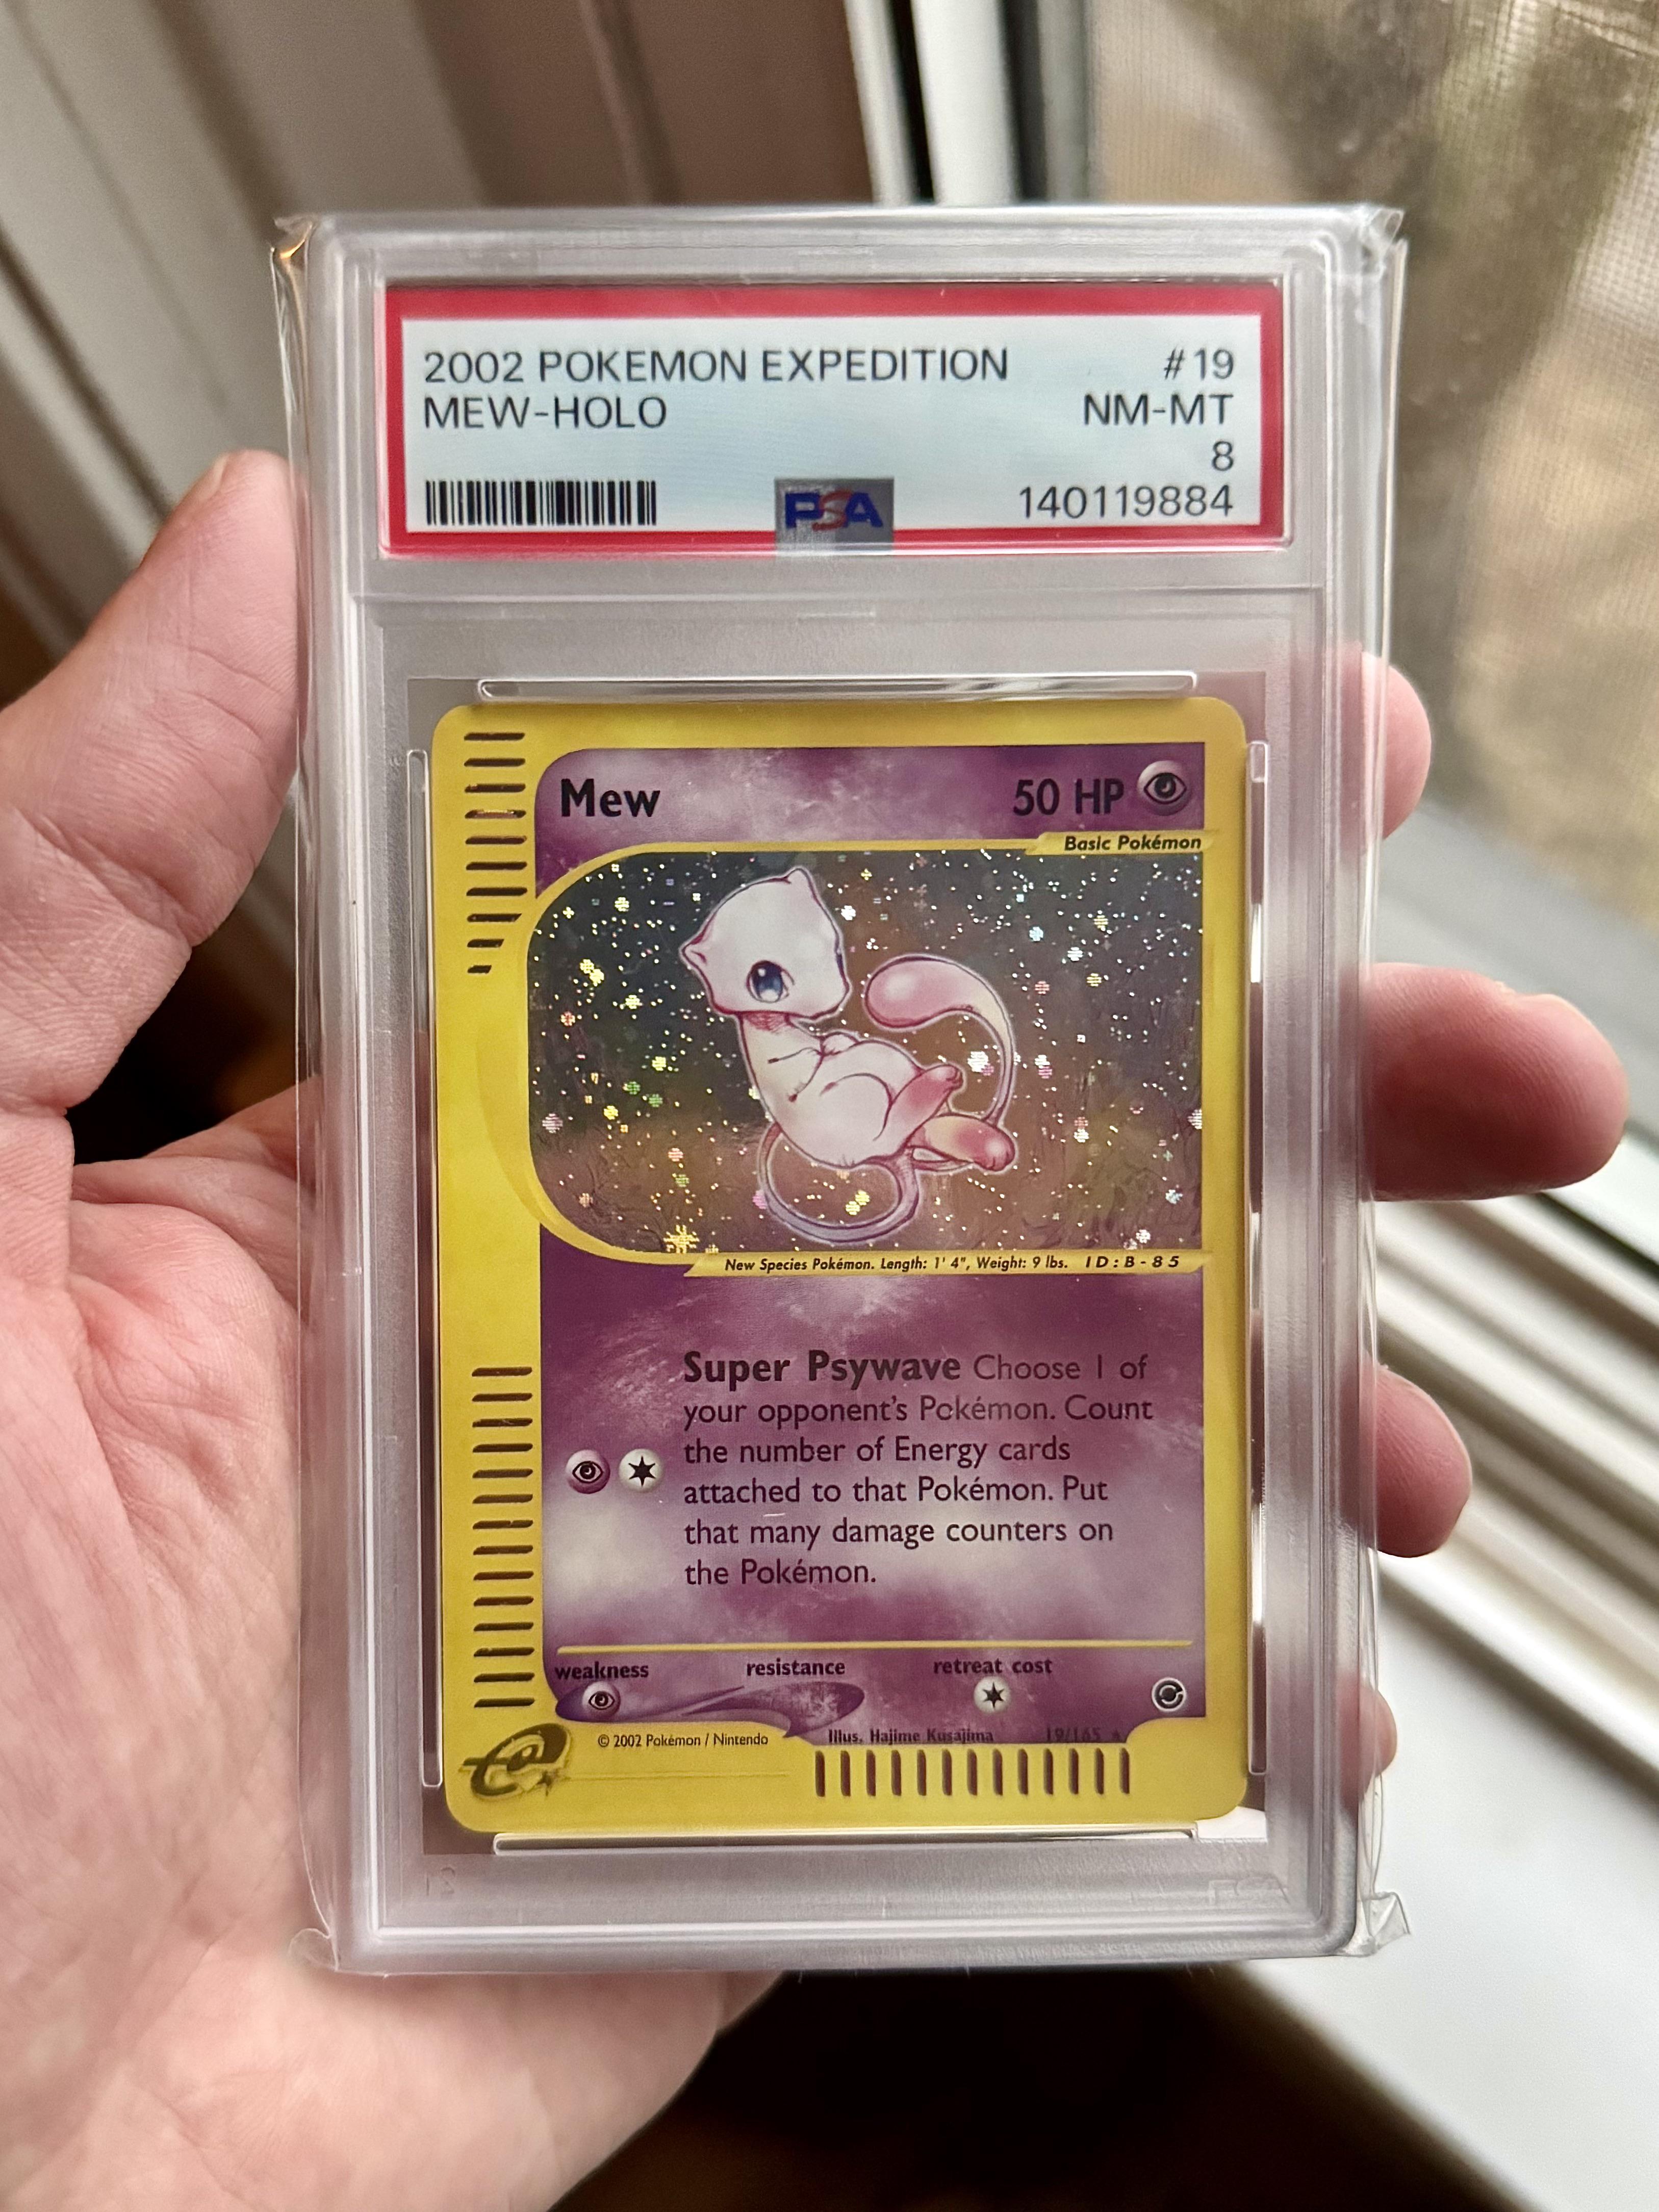 2002 POKEMON EXPEDITION #19
MEW-HOLO NM-MT
8
PSA 140119884
Mew 50 HP
Basic Pokémon
New Species Pokémon. Length: 1' 4", Weight: 9 lbs. ID:B-85
Super Psywave Choose 1 of
your opponent's Pokémon. Count
the number of Energy cards
attached to that Pokémon. Put
that many damage counters on
the Pokémon.
weakness resistance retreat cost
e
© 2002 Pokémon / Nintendo Illus. Hajime Kusajima 19/165 ★
PSA